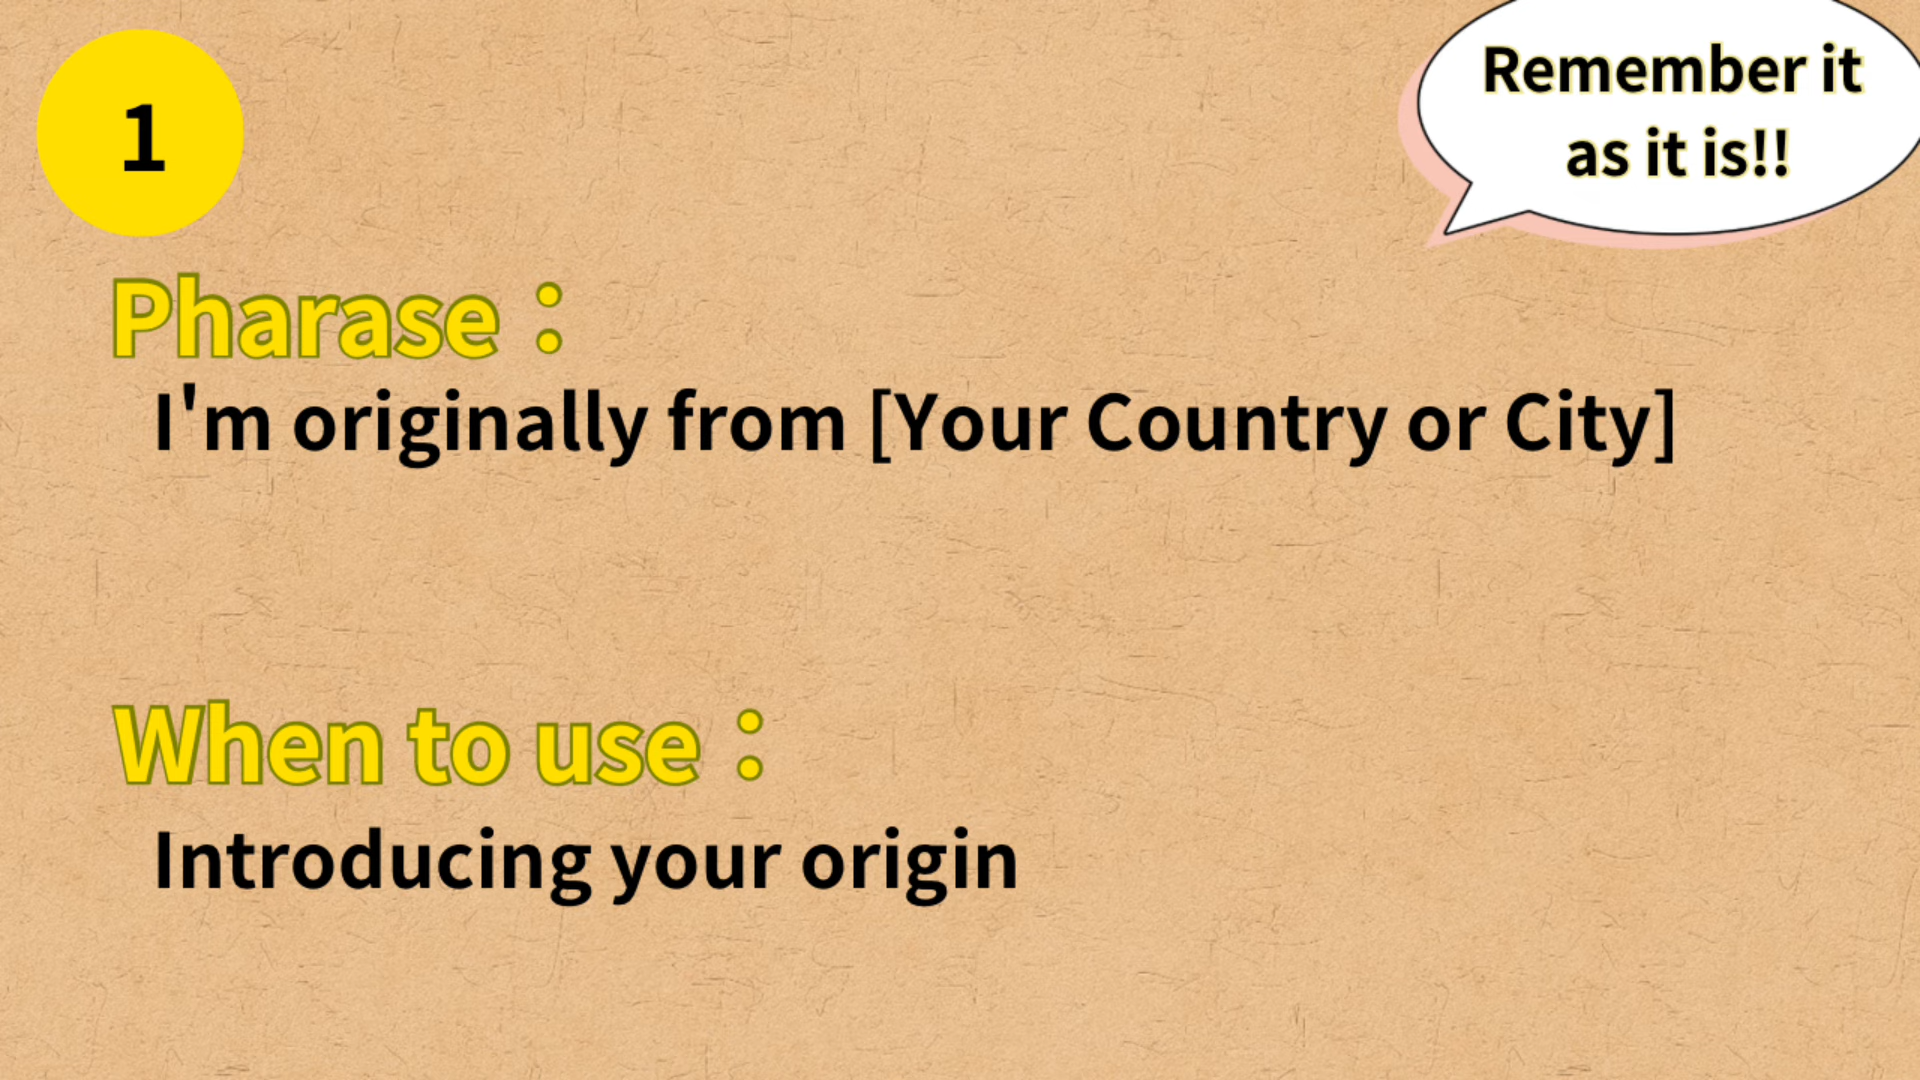 1
Remember it
as it is!!
Pharase：
I'm originally from [Your Country or City]
When to use：
Introducing your origin